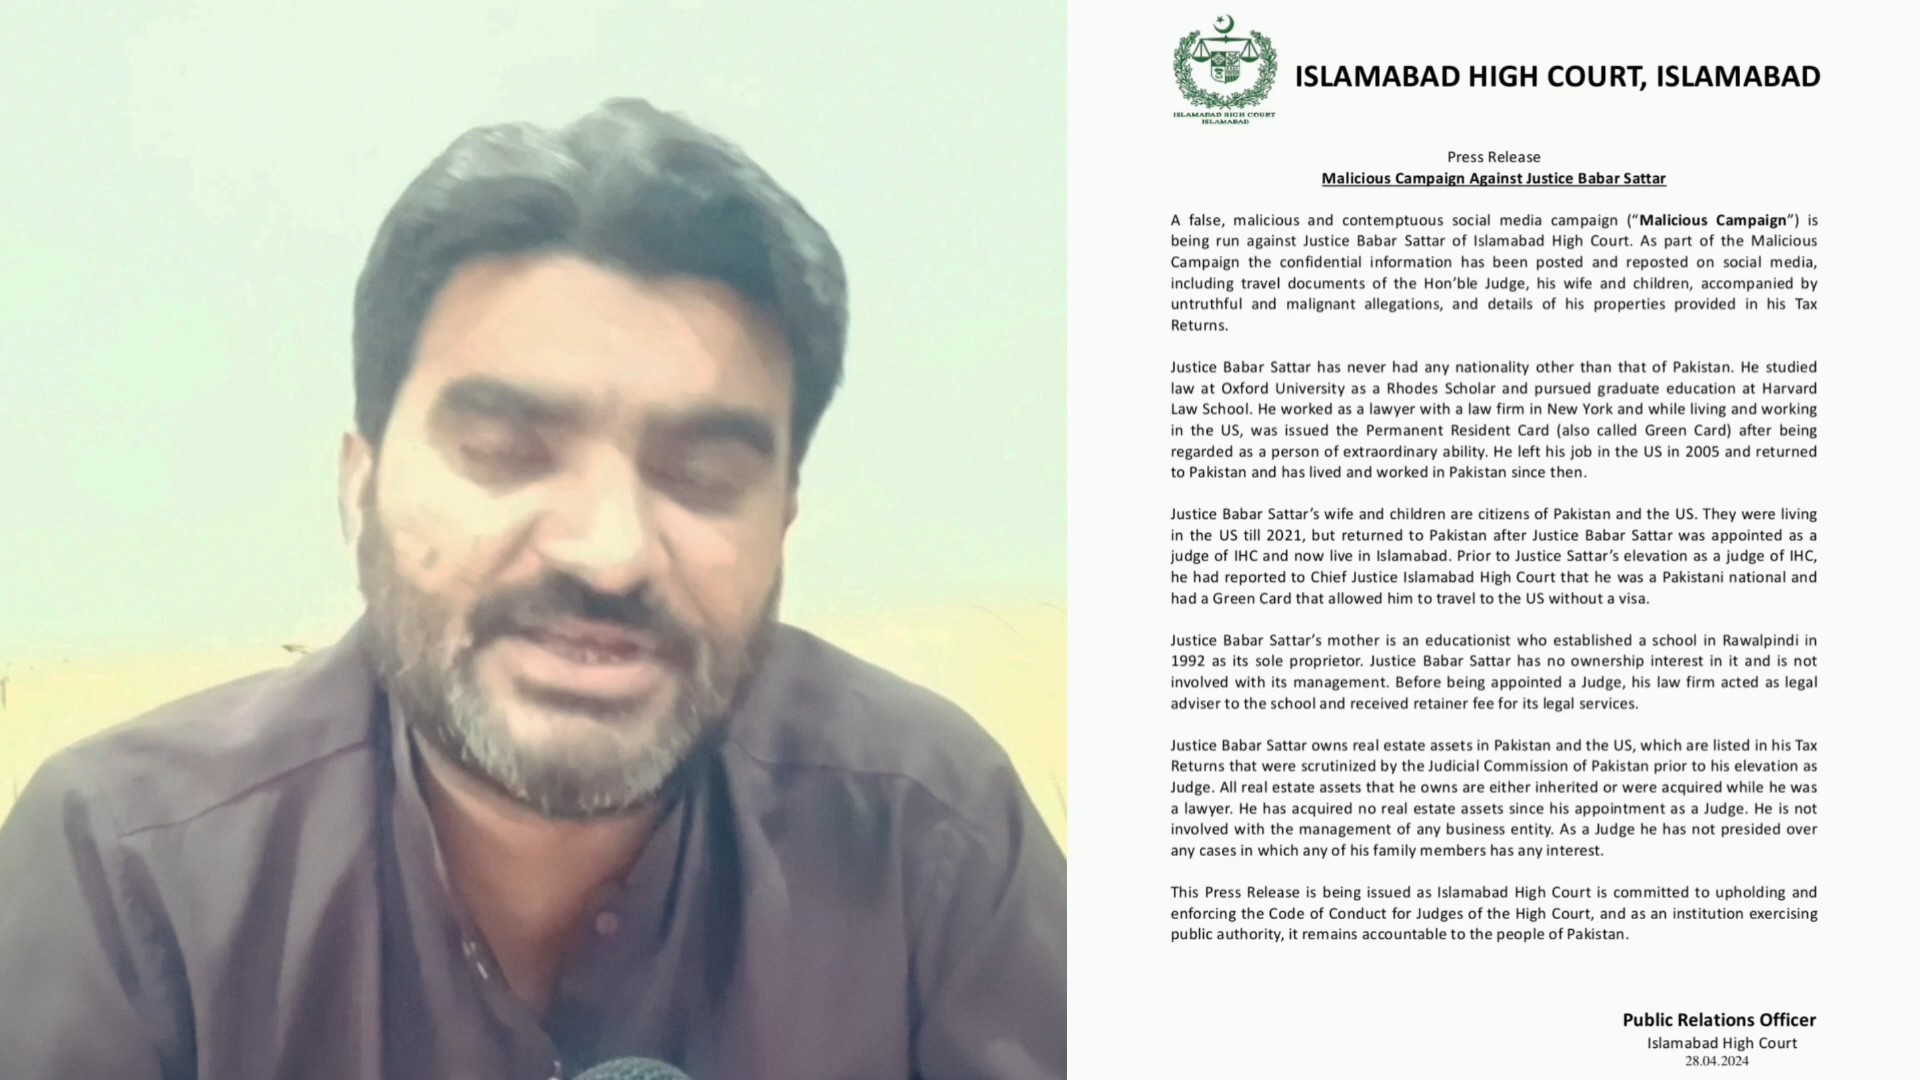 ISLAMABAD HIGH COURT
ISLAMABAD
ISLAMABAD HIGH COURT, ISLAMABAD
Press Release
Malicious Campaign Against Justice Babar Sattar
A false, malicious and contemptuous social media campaign (“Malicious Campaign”) is
being run against Justice Babar Sattar of Islamabad High Court. As part of the Malicious
Campaign the confidential information has been posted and reposted on social media,
including travel documents of the Hon’ble Judge, his wife and children, accompanied by
untruthful and malignant allegations, and details of his properties provided in his Tax
Returns.
Justice Babar Sattar has never had any nationality other than that of Pakistan. He studied
law at Oxford University as a Rhodes Scholar and pursued graduate education at Harvard
Law School. He worked as a lawyer with a law firm in New York and while living and working
in the US, was issued the Permanent Resident Card (also called Green Card) after being
regarded as a person of extraordinary ability. He left his job in the US in 2005 and returned
to Pakistan and has lived and worked in Pakistan since then.
Justice Babar Sattar’s wife and children are citizens of Pakistan and the US. They were living
in the US till 2021, but returned to Pakistan after Justice Babar Sattar was appointed as a
judge of IHC and now live in Islamabad. Prior to Justice Sattar’s elevation as a judge of IHC,
he had reported to Chief Justice Islamabad High Court that he was a Pakistani national and
had a Green Card that allowed him to travel to the US without a visa.
Justice Babar Sattar’s mother is an educationist who established a school in Rawalpindi in
1992 as its sole proprietor. Justice Babar Sattar has no ownership interest in it and is not
involved with its management. Before being appointed a Judge, his law firm acted as legal
adviser to the school and received retainer fee for its legal services.
Justice Babar Sattar owns real estate assets in Pakistan and the US, which are listed in his Tax
Returns that were scrutinized by the Judicial Commission of Pakistan prior to his elevation as
Judge. All real estate assets that he owns are either inherited or were acquired while he was
a lawyer. He has acquired no real estate assets since his appointment as a Judge. He is not
involved with the management of any business entity. As a Judge he has not presided over
any cases in which any of his family members has any interest.
This Press Release is being issued as Islamabad High Court is committed to upholding and
enforcing the Code of Conduct for Judges of the High Court, and as an institution exercising
public authority, it remains accountable to the people of Pakistan.
Public Relations Officer
Islamabad High Court
28.04.2024